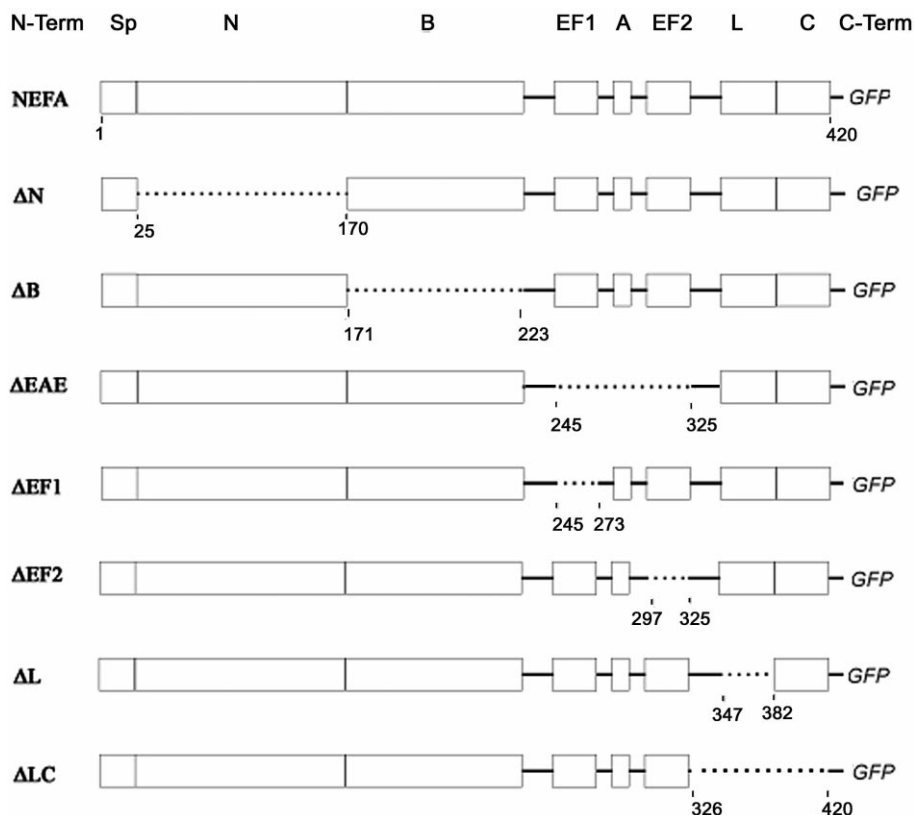 N-Term Sp N B EF1 A EF2 L C C-Term
NEFA GFP
1 420
ΔN GFP
25 170
ΔB GFP
171 223
ΔEAE GFP
245 325
ΔEF1 GFP
245 273
ΔEF2 GFP
297 325
ΔL GFP
347 382
ΔLC GFP
326 420